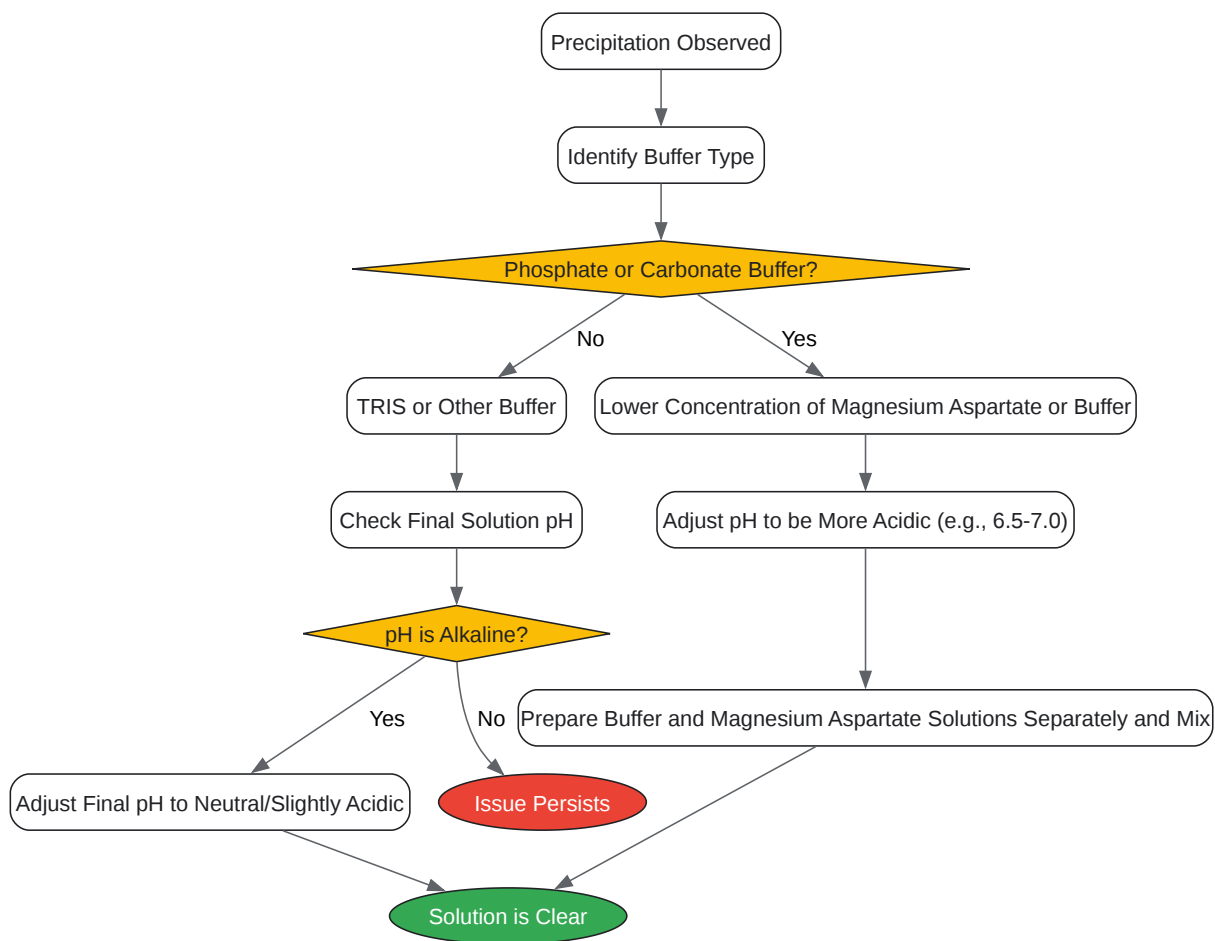 Precipitation Observed
Identify Buffer Type
Phosphate or Carbonate Buffer?
No
Yes
TRIS or Other Buffer
Lower Concentration of Magnesium Aspartate or Buffer
Check Final Solution pH
Adjust pH to be More Acidic (e.g., 6.5-7.0)
pH is Alkaline?
Yes
No
Prepare Buffer and Magnesium Aspartate Solutions Separately and Mix
Adjust Final pH to Neutral/Slightly Acidic
Issue Persists
Solution is Clear